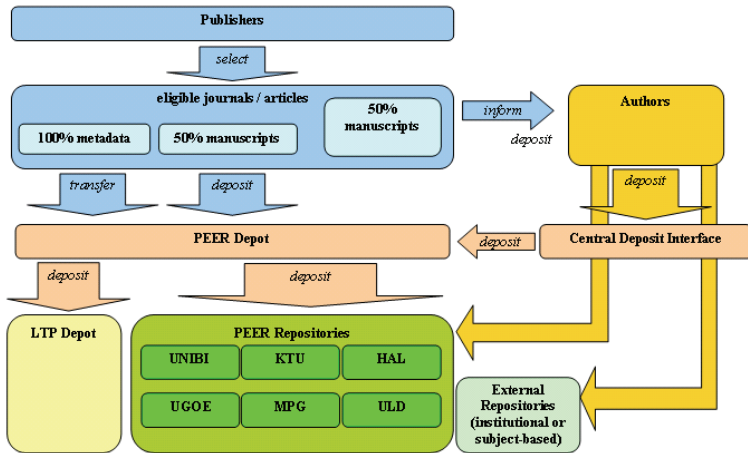 Publishers
select
eligible journals / articles
100% metadata
50% manuscripts
50%
manuscripts
inform
deposit
Authors
transfer
deposit
deposit
PEER Depot
deposit
Central Deposit Interface
deposit
deposit
LTP Depot
PEER Repositories
UNIBI
KTU
HAL
UGOE
MPG
ULD
External
Repositories
(institutional or
subject-based)